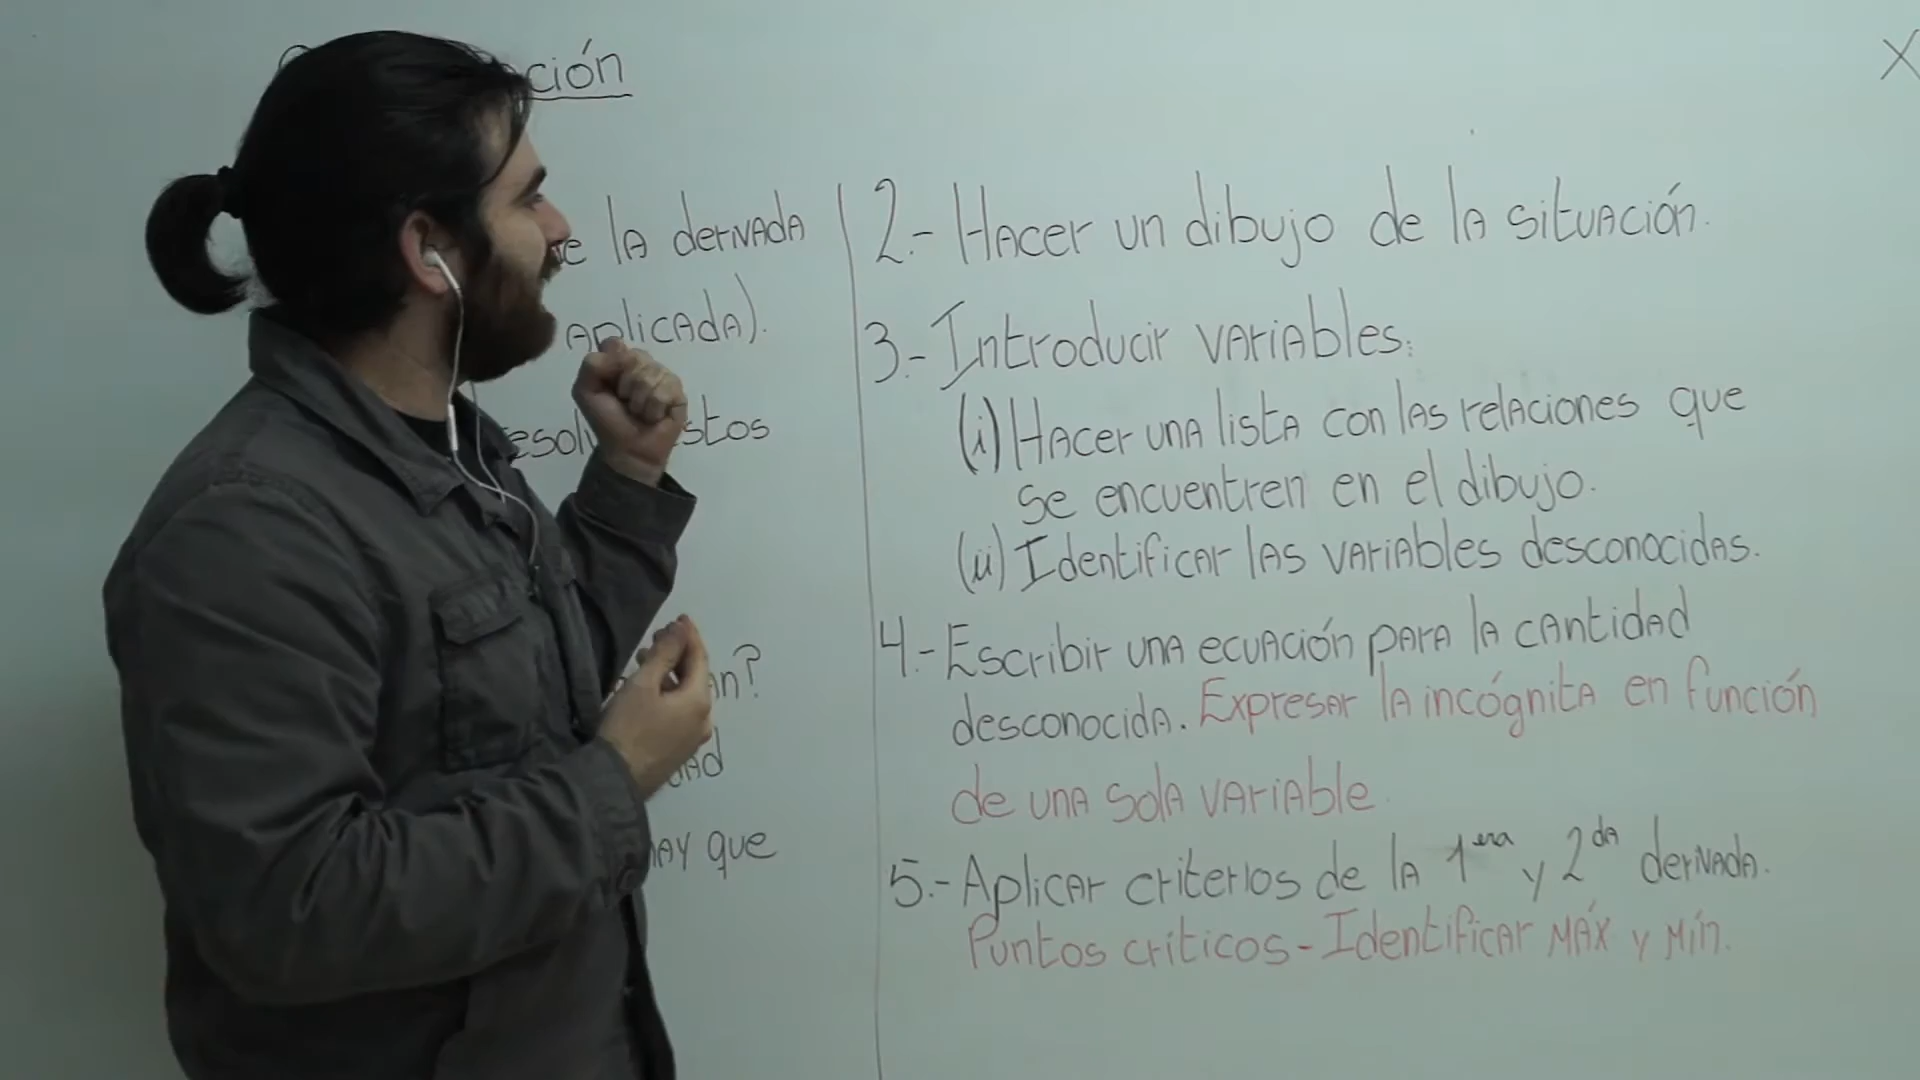 ción
la derivada
aplicada).
stos
an?
dad
hay que
2.- Hacer un dibujo de la situación.
3.- Introducir variables:
(i) Hacer una lista con las relaciones que
se encuentren en el dibujo.
(ii) Identificar las variables desconocidas.
4.- Escribir una ecuación para la cantidad
desconocida. Expresar la incógnita en función
de una sola variable.
5.- Aplicar criterios de la 1era y 2da derivada.
Puntos críticos - Identificar máx y mín.
X